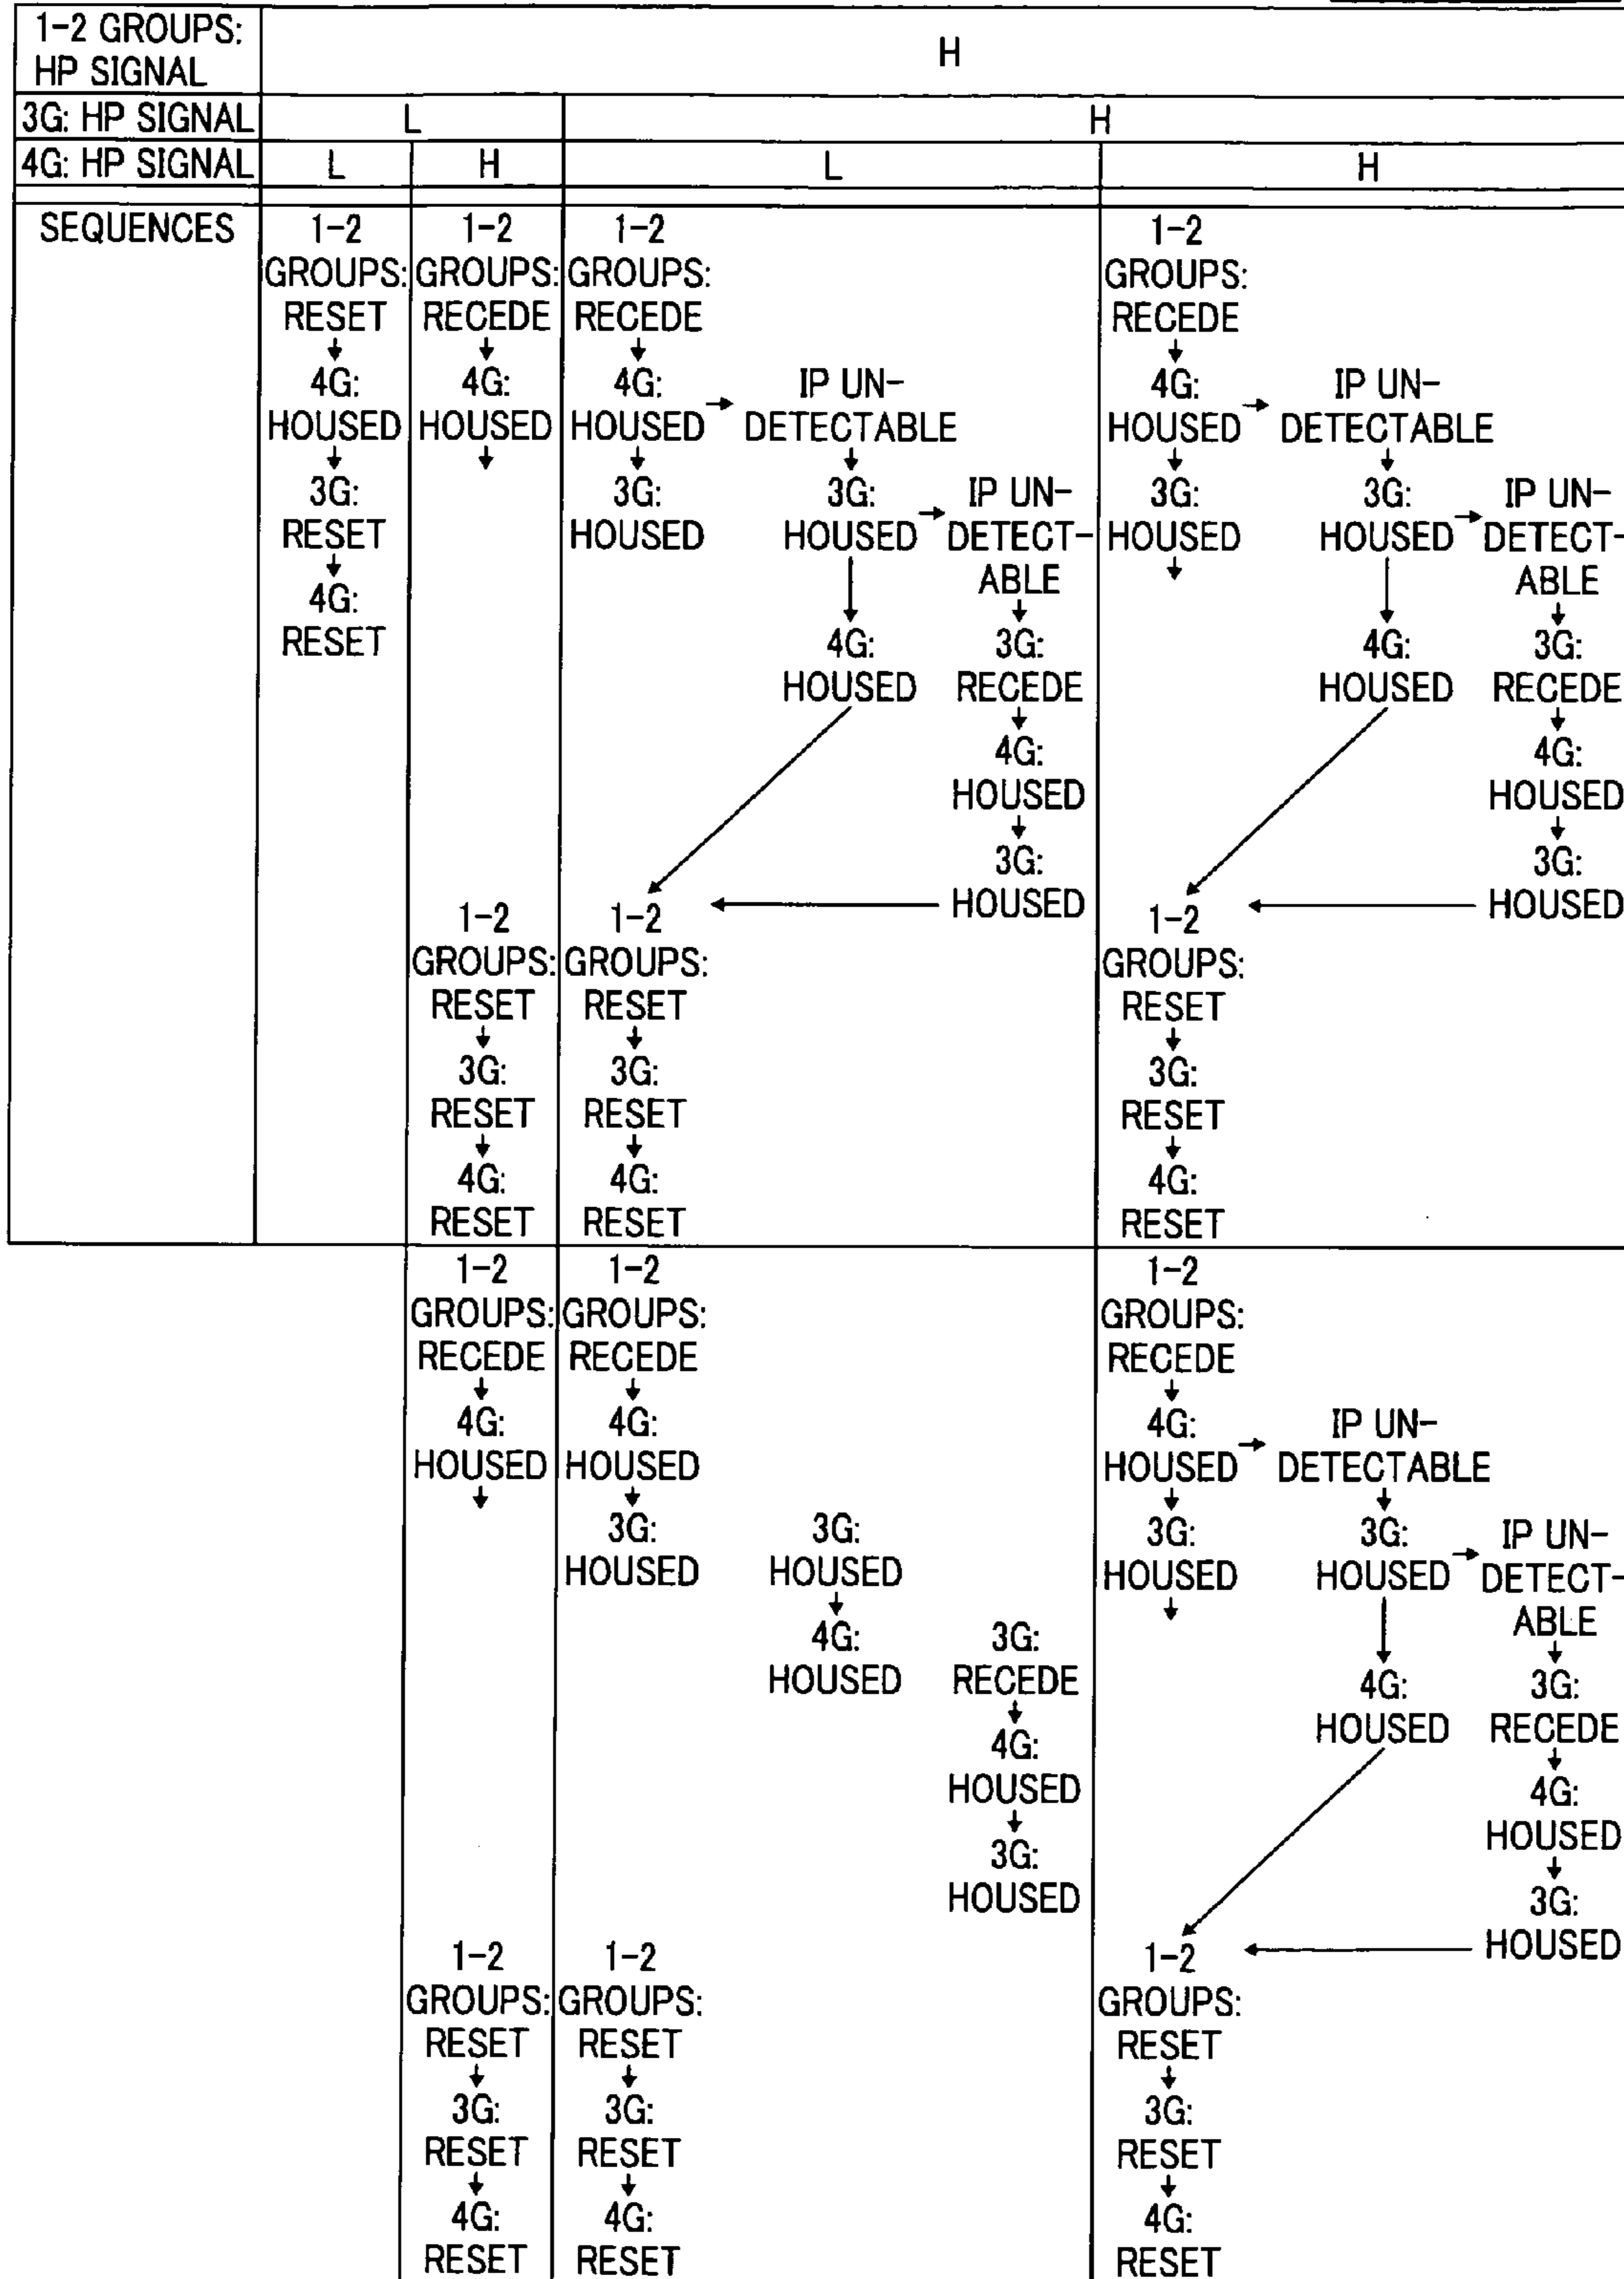 1-2 GROUPS:
HP SIGNAL
H
3G: HP SIGNAL
L
H
4G: HP SIGNAL
L
H
L
H
SEQUENCES
1-2
GROUPS:
RESET
↓
4G:
HOUSED
↓
3G:
RESET
↓
4G:
RESET
1-2
GROUPS:
RECEDE
↓
4G:
HOUSED
↓
1-2
GROUPS:
RESET
↓
3G:
RESET
↓
4G:
RESET
1-2
GROUPS:
RECEDE
↓
4G:
HOUSED →
↓
3G:
HOUSED
IP UN-
DETECTABLE
↓
3G:
HOUSED →
↓
4G:
HOUSED
IP UN-
DETECT-
ABLE
↓
3G:
RECEDE
↓
4G:
HOUSED
↓
3G:
HOUSED
1-2
GROUPS:
RESET
↓
3G:
RESET
↓
4G:
RESET
1-2
GROUPS:
RECEDE
↓
4G:
HOUSED →
↓
3G:
HOUSED
↓
IP UN-
DETECTABLE
↓
3G:
HOUSED →
↓
4G:
HOUSED
IP UN-
DETECT-
ABLE
↓
3G:
RECEDE
↓
4G:
HOUSED
↓
3G:
HOUSED
1-2
GROUPS:
RESET
↓
3G:
RESET
↓
4G:
RESET
1-2
GROUPS:
RECEDE
↓
4G:
HOUSED
↓
1-2
GROUPS:
RESET
↓
3G:
RESET
↓
4G:
RESET
1-2
GROUPS:
RECEDE
↓
4G:
HOUSED
↓
3G:
HOUSED
3G:
HOUSED
↓
4G:
HOUSED
3G:
RECEDE
↓
4G:
HOUSED
↓
3G:
HOUSED
1-2
GROUPS:
RESET
↓
3G:
RESET
↓
4G:
RESET
1-2
GROUPS:
RECEDE
↓
4G:
HOUSED →
↓
3G:
HOUSED
↓
IP UN-
DETECTABLE
↓
3G:
HOUSED →
↓
4G:
HOUSED
IP UN-
DETECT-
ABLE
↓
3G:
RECEDE
↓
4G:
HOUSED
↓
3G:
HOUSED
1-2
GROUPS:
RESET
↓
3G:
RESET
↓
4G:
RESET